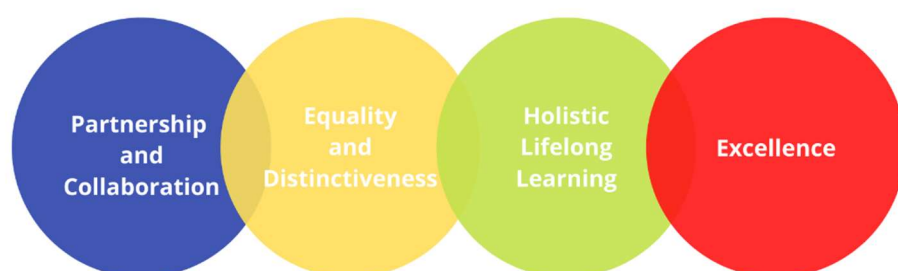 Partnership
and
Collaboration
Equality
and
Distinctiveness
Holistic
Lifelong
Learning
Excellence